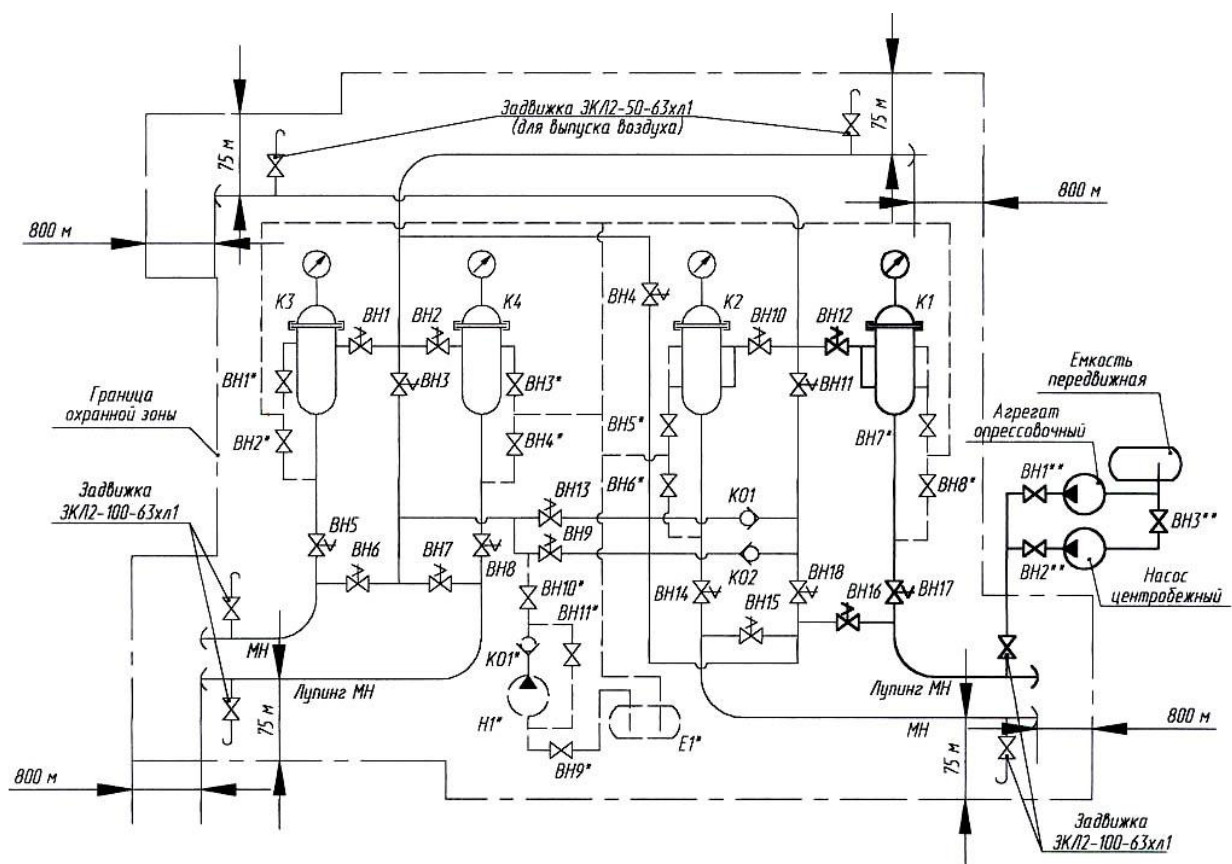 Задвижка ЗКЛ2-50-63хл1
(для выпуска воздуха)
75 м
75 м
800 м
800 м
К3
ВН1
ВН2
К4
ВН4
К2
ВН10
ВН12
К1
ВН1*
ВН3
ВН3*
ВН11
Емкость
передвижная
Граница
охранной зоны
ВН2*
ВН4*
ВН5*
ВН7*
Агрегат
опрессовочный
ВН6*
ВН8*
ВН1**
Задвижка
ЗКЛ2-100-63хл1
ВН13
КО1
ВН3**
ВН5
ВН6
ВН7
ВН8
ВН9
КО2
ВН2**
Насос
центробежный
ВН10*
ВН11*
ВН14
ВН15
ВН18
ВН16
ВН17
МН
КО1*
Лупинг МН
Лупинг МН
МН
75 м
Н1*
Е1*
ВН9*
800 м
75 м
800 м
Задвижка
ЗКЛ2-100-63хл1